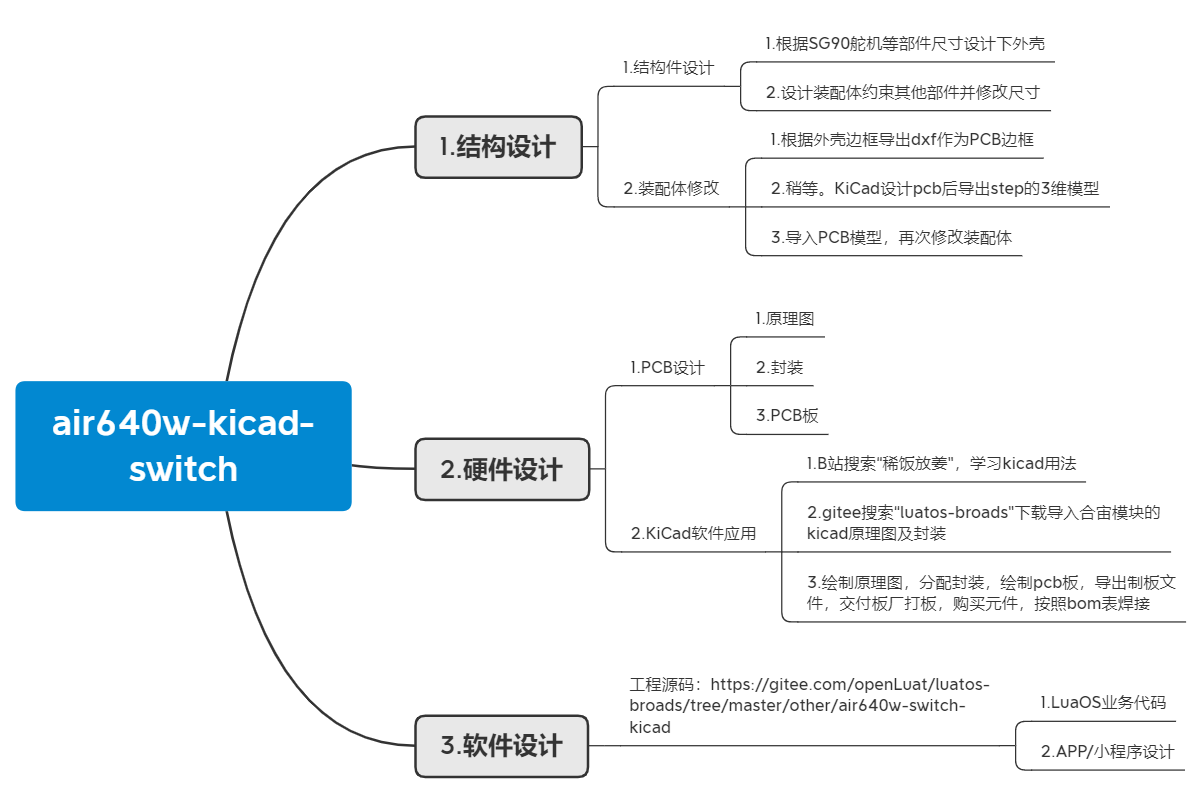 air640w-kicad-
switch
1.结构设计
1.结构件设计
1.根据SG90舵机等部件尺寸设计下外壳
2.设计装配体约束其他部件并修改尺寸
2.装配体修改
1.根据外壳边框导出dxf作为PCB边框
2.稍等。KiCad设计pcb后导出step的3维模型
3.导入PCB模型，再次修改装配体
2.硬件设计
1.PCB设计
1.原理图
2.封装
3.PCB板
2.KiCad软件应用
1.B站搜索“稀饭放姜”，学习kicad用法
2.gitee搜索“luatos-broads"下载导入合宙模块的
kicad原理图及封装
3.绘制原理图，分配封装，绘制pcb板，导出制板文
件，交付板厂打板，购买元件，按照bom表焊接
3.软件设计
工程源码：https://gitee.com/openLuat/luatos-
broads/tree/master/other/air640w-switch-
kicad
1.LuaOS业务代码
2.APP/小程序设计